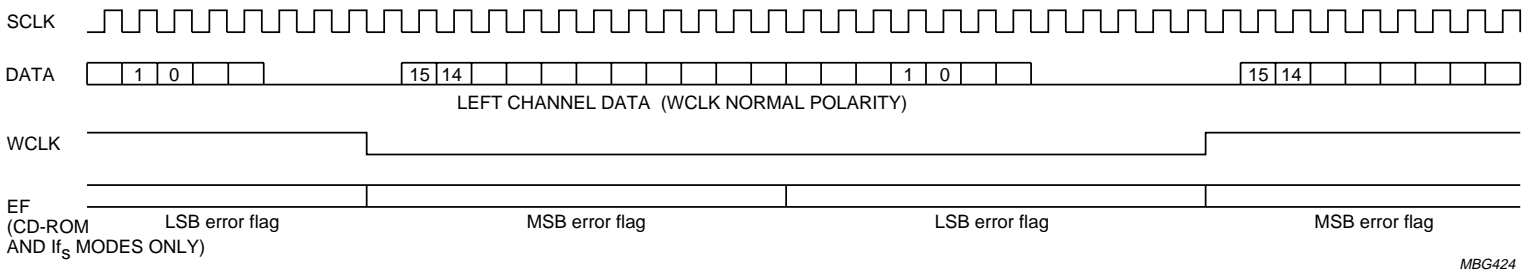 SCLK
DATA 1 0 15 14 1 0 15 14
LEFT CHANNEL DATA (WCLK NORMAL POLARITY)
WCLK
EF
(CD-ROM
AND IfS MODES ONLY)
LSB error flag MSB error flag LSB error flag MSB error flag
MBG424